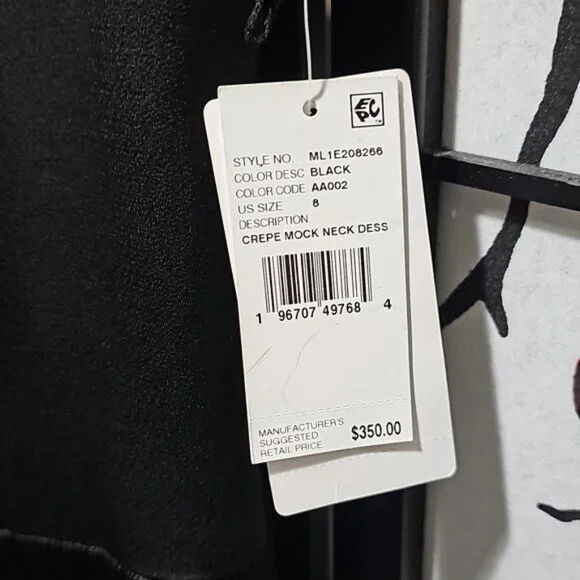 EPC™
STYLE NO. ML1E208266
COLOR DESC BLACK
COLOR CODE AA002
US SIZE 8
DESCRIPTION
CREPE MOCK NECK DESS
1 96707 49768 4
MANUFACTURER'S
SUGGESTED
RETAIL PRICE $350.00